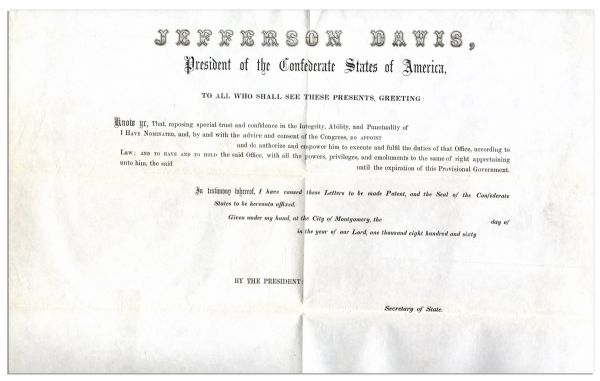 JEFFERSON DAVIS,
President of the Confederate States of America,
TO ALL WHO SHALL SEE THESE PRESENTS, GREETING:
Know ye, That, reposing special trust and confidence in the Integrity, Ability, and Punctuality of
I HAVE NOMINATED, and, by and with the advice and consent of the Congress, DO APPOINT
and do authorize and empower him to execute and fulfil the duties of that Office, according to
Law; AND TO HAVE AND TO HOLD the said Office, with all the powers, privileges, and emoluments to the same of right appertaining
unto him, the said until the expiration of this Provisional Government.
In testimony whereof, I have caused these Letters to be made Patent, and the Seal of the Confederate
States to be hereunto affixed.
Given under my hand, at the City of Montgomery, the day of
in the year of our Lord, one thousand eight hundred and sixty
BY THE PRESIDENT:
Secretary of State.